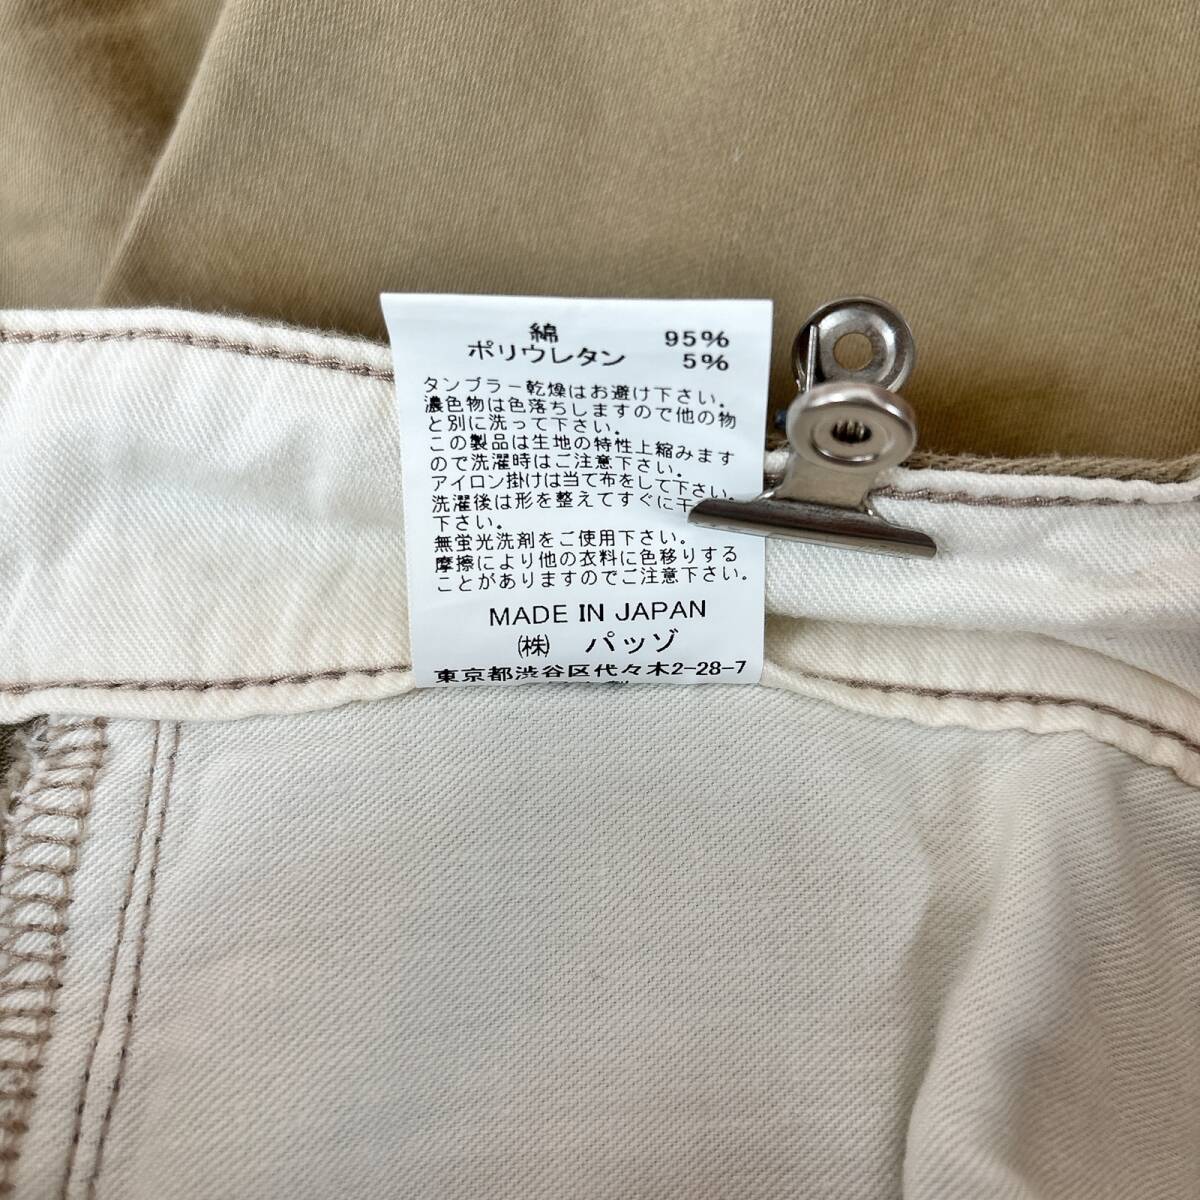 綿 95%
ポリウレタン 5%
タンブラー乾燥はお避け下さい。
濃色物は色落ちしますので他の物
と別に洗って下さい。
この製品は生地の特性上縮みます
ので洗濯時はご注意下さい。
アイロン掛けは当て布をして下さい。
洗濯後は形を整えてすぐに干
下さい。
無蛍光洗剤をご使用下さい。
摩擦により他の衣料に色移りする
ことがありますのでご注意下さい。
MADE IN JAPAN
㈱ パッゾ
東京都渋谷区代々木2-28-7